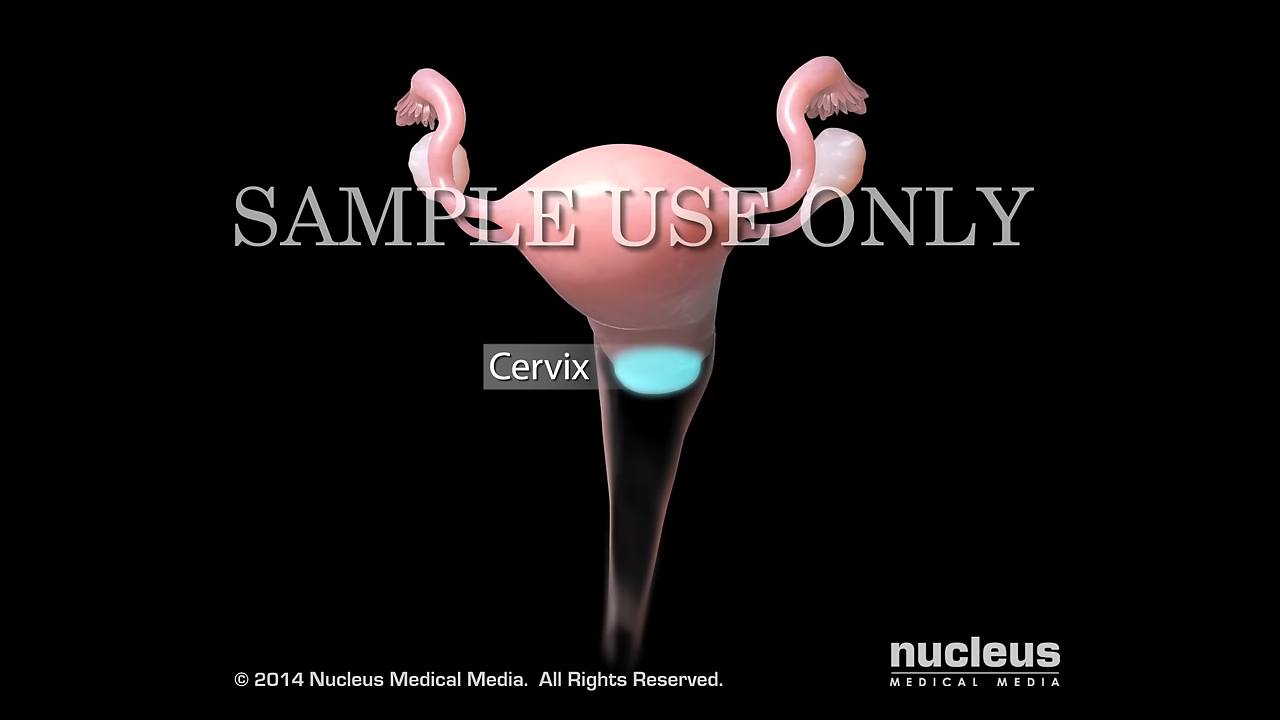 SAMPLE USE ONLY
Cervix
© 2014 Nucleus Medical Media.  All Rights Reserved.
nucleus
MEDICAL MEDIA